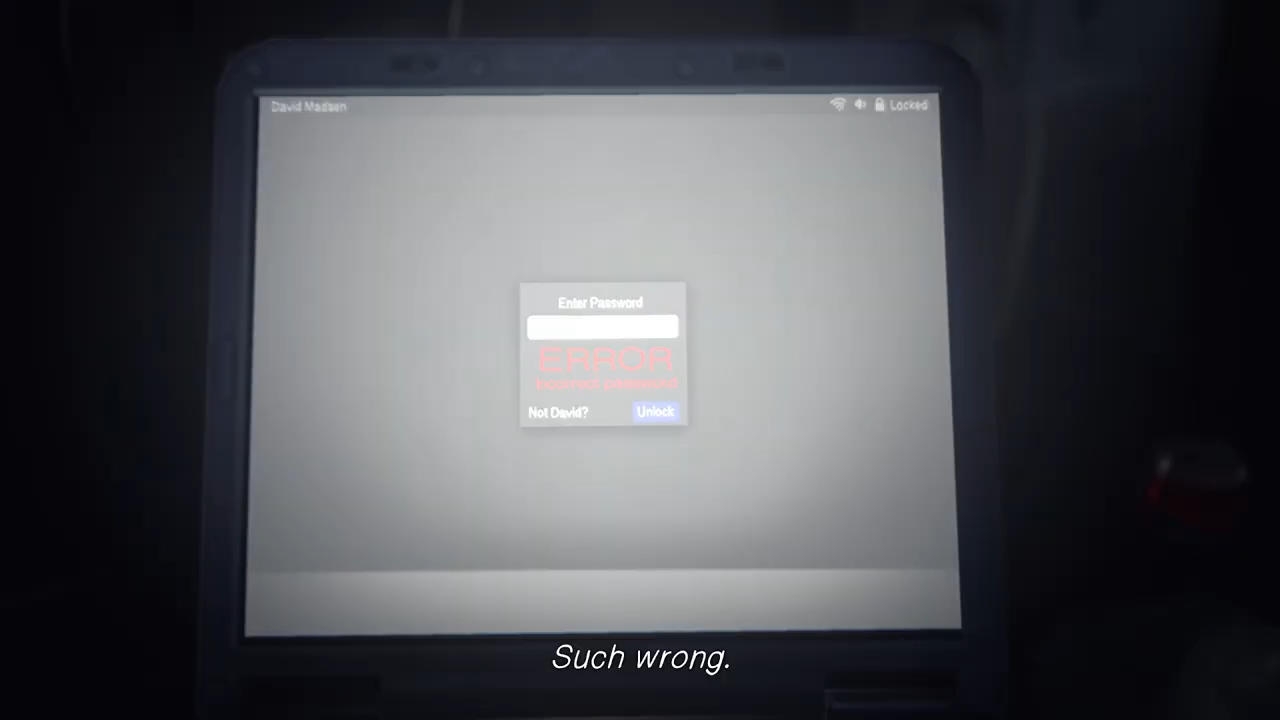 David Madsen
Locked
Enter Password
ERROR
incorrect password
Not David?
Unlock
Such wrong.